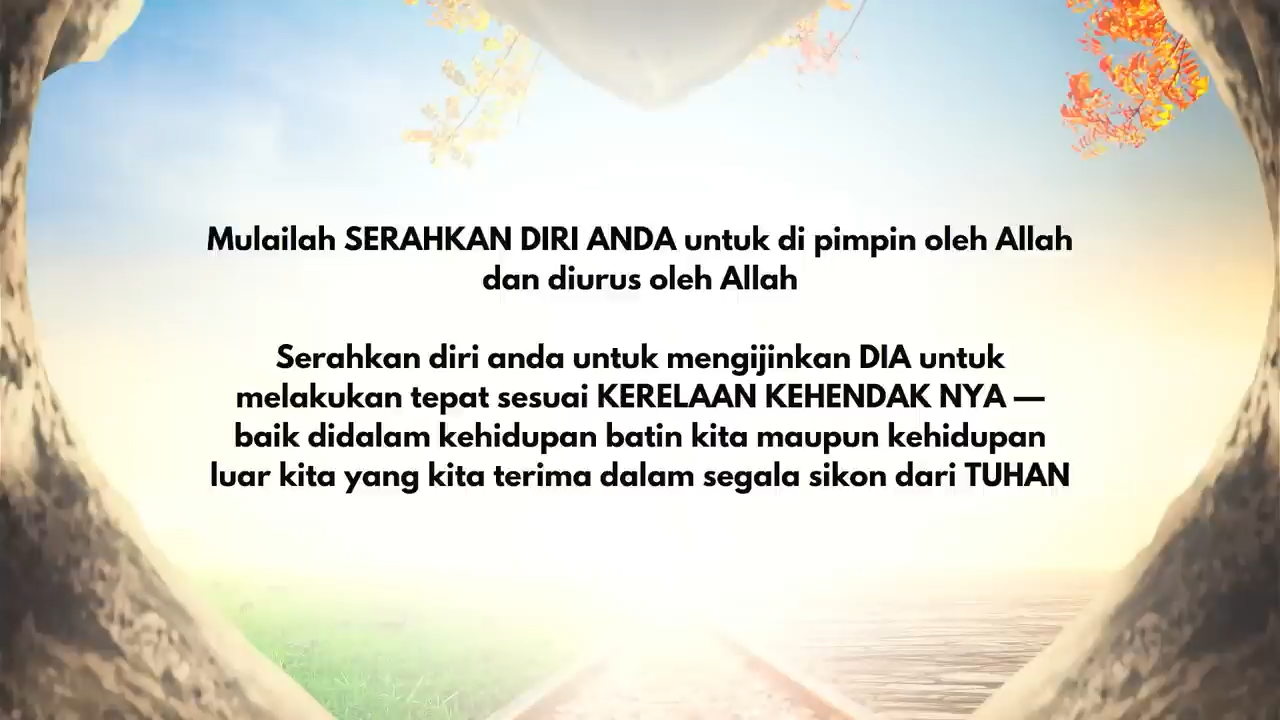 Mulailah SERAHKAN DIRI ANDA untuk di pimpin oleh Allah
dan diurus oleh Allah
Serahkan diri anda untuk mengijinkan DIA untuk
melakukan tepat sesuai KERELAAN KEHENDAK NYA —
baik didalam kehidupan batin kita maupun kehidupan
luar kita yang kita terima dalam segala sikon dari TUHAN